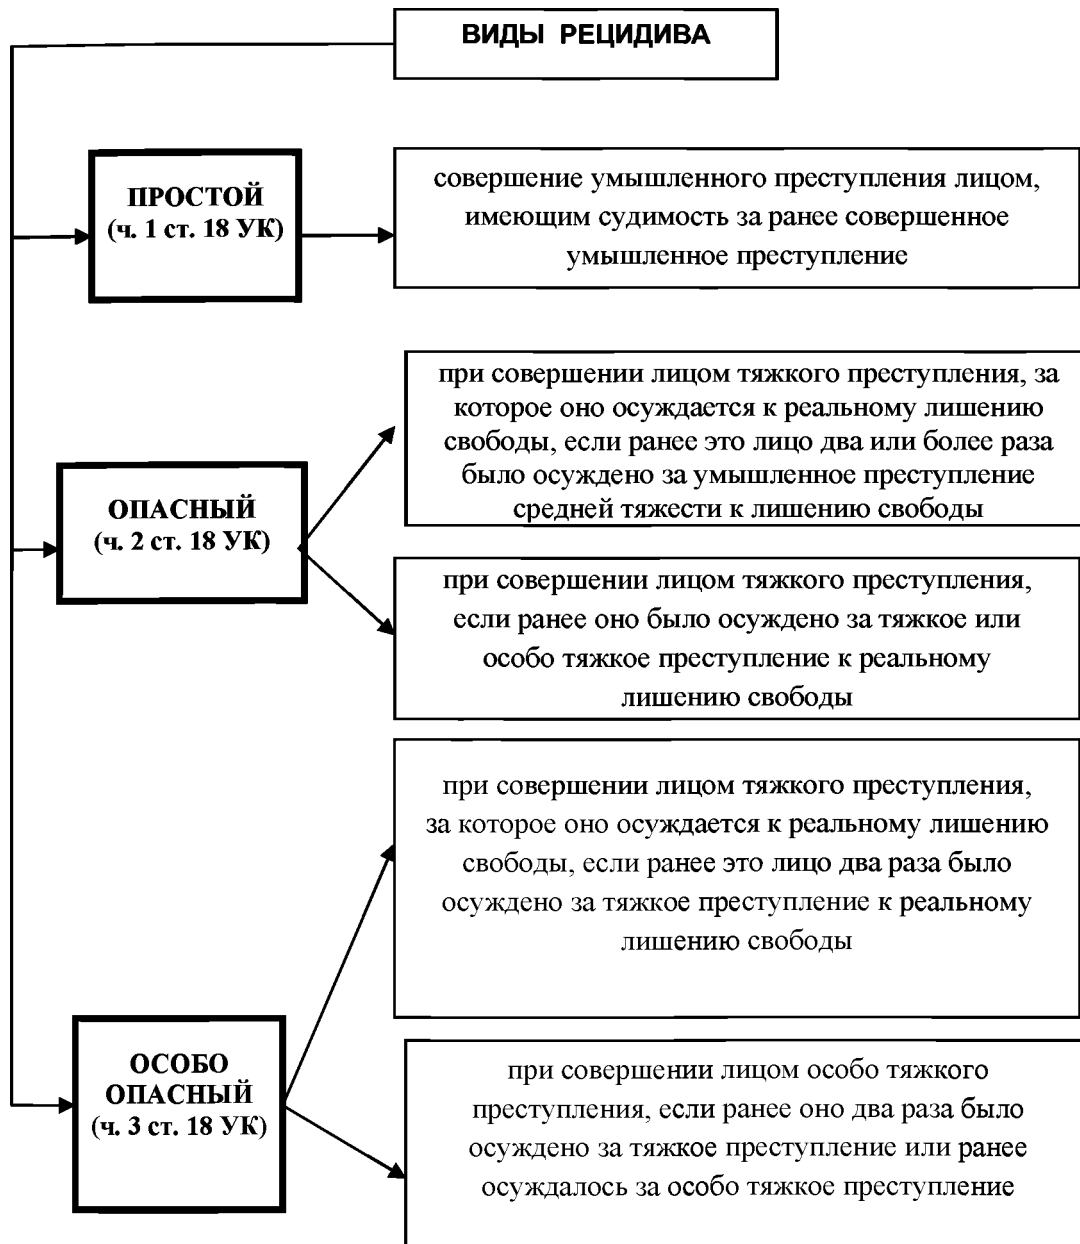 ВИДЫ РЕЦИДИВА
ПРОСТОЙ
(ч. 1 ст. 18 УК)
совершение умышленного преступления лицом,
имеющим судимость за ранее совершенное
умышленное преступление
ОПАСНЫЙ
(ч. 2 ст. 18 УК)
при совершении лицом тяжкого преступления, за
которое оно осуждается к реальному лишению
свободы, если ранее это лицо два или более раза
было осуждено за умышленное преступление
средней тяжести к лишению свободы
при совершении лицом тяжкого преступления,
если ранее оно было осуждено за тяжкое или
особо тяжкое преступление к реальному
лишению свободы
ОСОБО
ОПАСНЫЙ
(ч. 3 ст. 18 УК)
при совершении лицом тяжкого преступления,
за которое оно осуждается к реальному лишению
свободы, если ранее это лицо два раза было
осуждено за тяжкое преступление к реальному
лишению свободы
при совершении лицом особо тяжкого
преступления, если ранее оно два раза было
осуждено за тяжкое преступление или ранее
осуждалось за особо тяжкое преступление